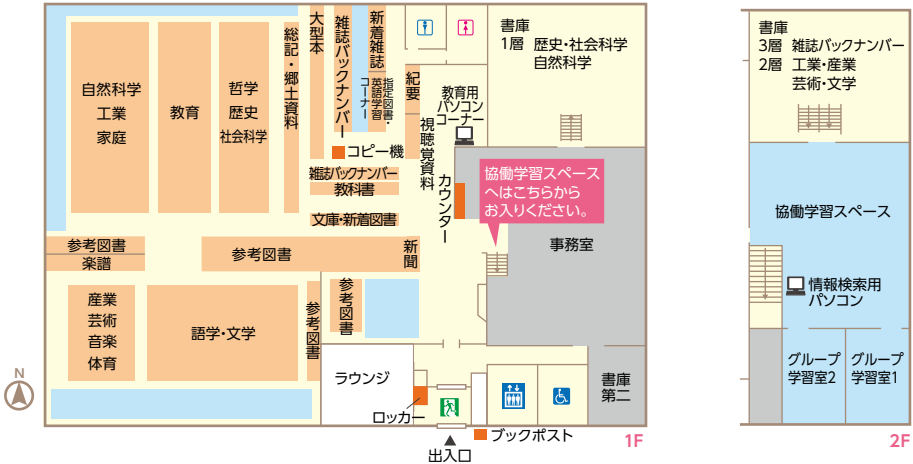 自然科学
工業
家庭
教育
哲学
歴史
社会科学
総記・郷土資料
大型本
雑誌バックナンバー
新着雑誌
指定図書・
英語学習
コーナー
紀要
視聴覚資料
教育用
パソコン
コーナー
書庫
1層 歴史・社会科学
自然科学
コピー機
雑誌バックナンバー
教科書
文庫・新着図書
カウンター
協働学習スペース
へはこちらから
お入りください。
事務室
参考図書
楽譜
参考図書
新聞
産業
芸術
音楽
体育
語学・文学
参考図書
参考図書
ラウンジ
ロッカー
書庫
第二
ブックポスト
出入口
N
1F
書庫
3層 雑誌バックナンバー
2層 工業・産業
芸術・文学
協働学習スペース
情報検索用
パソコン
グループ
学習室2
グループ
学習室1
2F